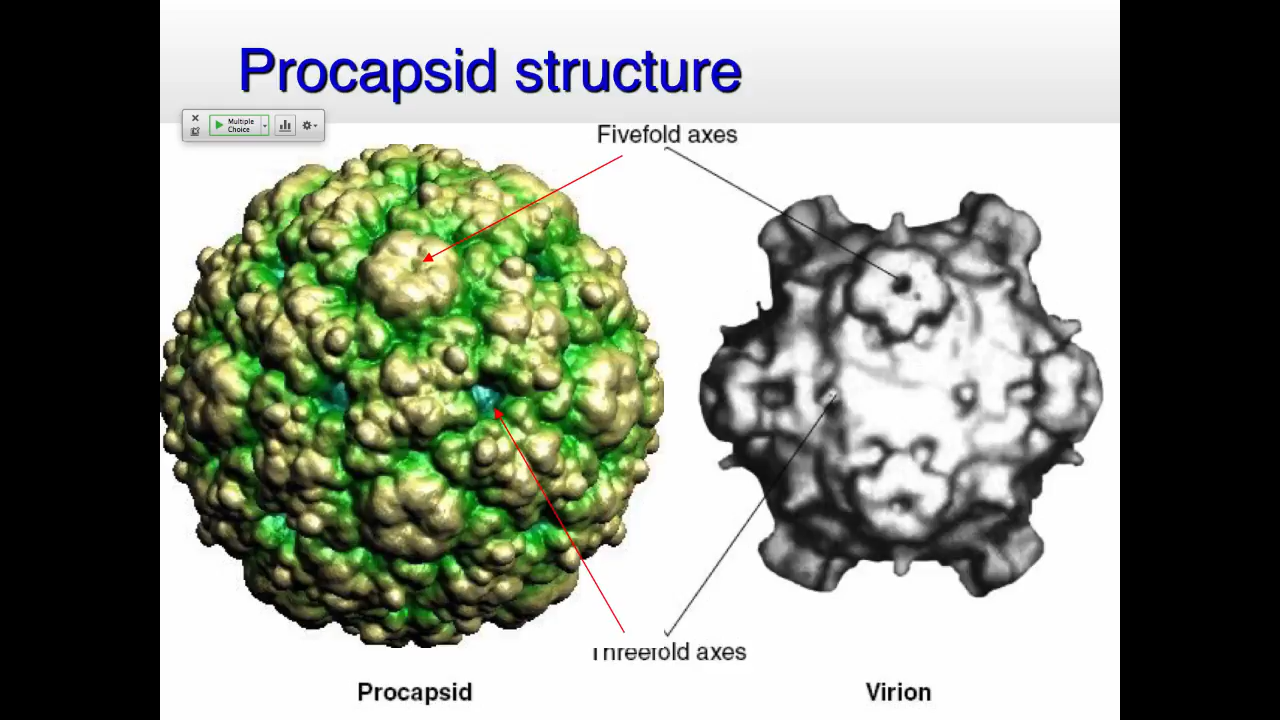 Procapsid structure
Multiple
Choice
Fivefold axes
Threefold axes
Procapsid
Virion